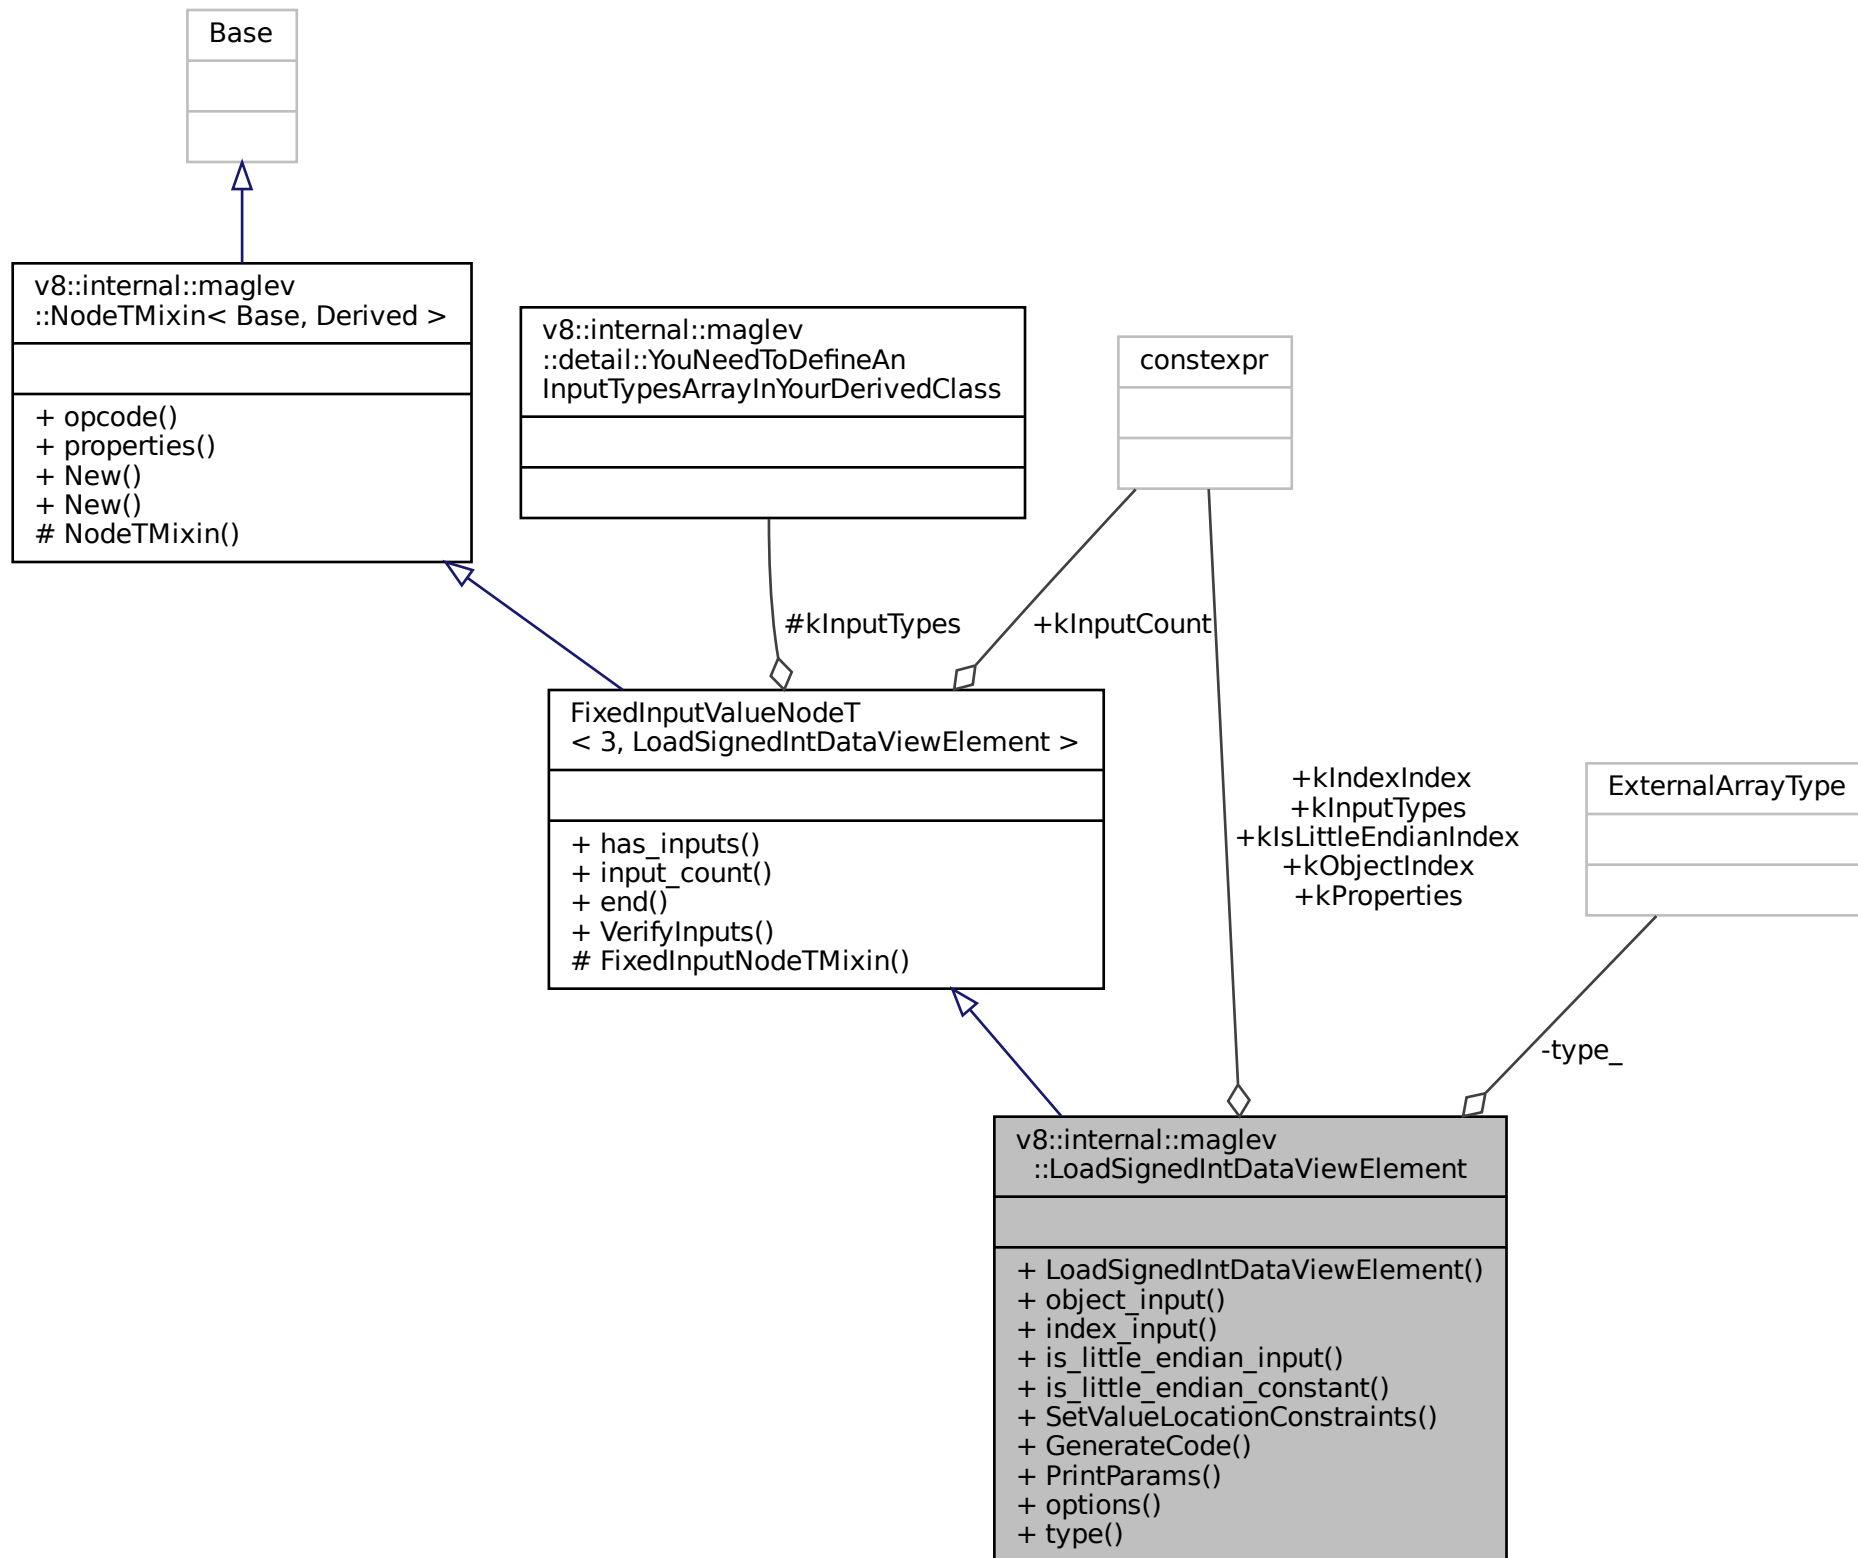 Base
v8::internal::maglev
::NodeTMixin< Base, Derived >
+ opcode()
+ properties()
+ New()
+ New()
# NodeTMixin()
v8::internal::maglev
::detail::YouNeedToDefineAn
InputTypesArrayInYourDerivedClass
constexpr
#kInputTypes
+kInputCount
FixedInputValueNodeT
< 3, LoadSignedIntDataViewElement >
+ has_inputs()
+ input_count()
+ end()
+ VerifyInputs()
# FixedInputNodeTMixin()
+kIndexIndex
+kInputTypes
+kIsLittleEndianIndex
+kObjectIndex
+kProperties
ExternalArrayType
-type_
v8::internal::maglev
::LoadSignedIntDataViewElement
+ LoadSignedIntDataViewElement()
+ object_input()
+ index_input()
+ is_little_endian_input()
+ is_little_endian_constant()
+ SetValueLocationConstraints()
+ GenerateCode()
+ PrintParams()
+ options()
+ type()